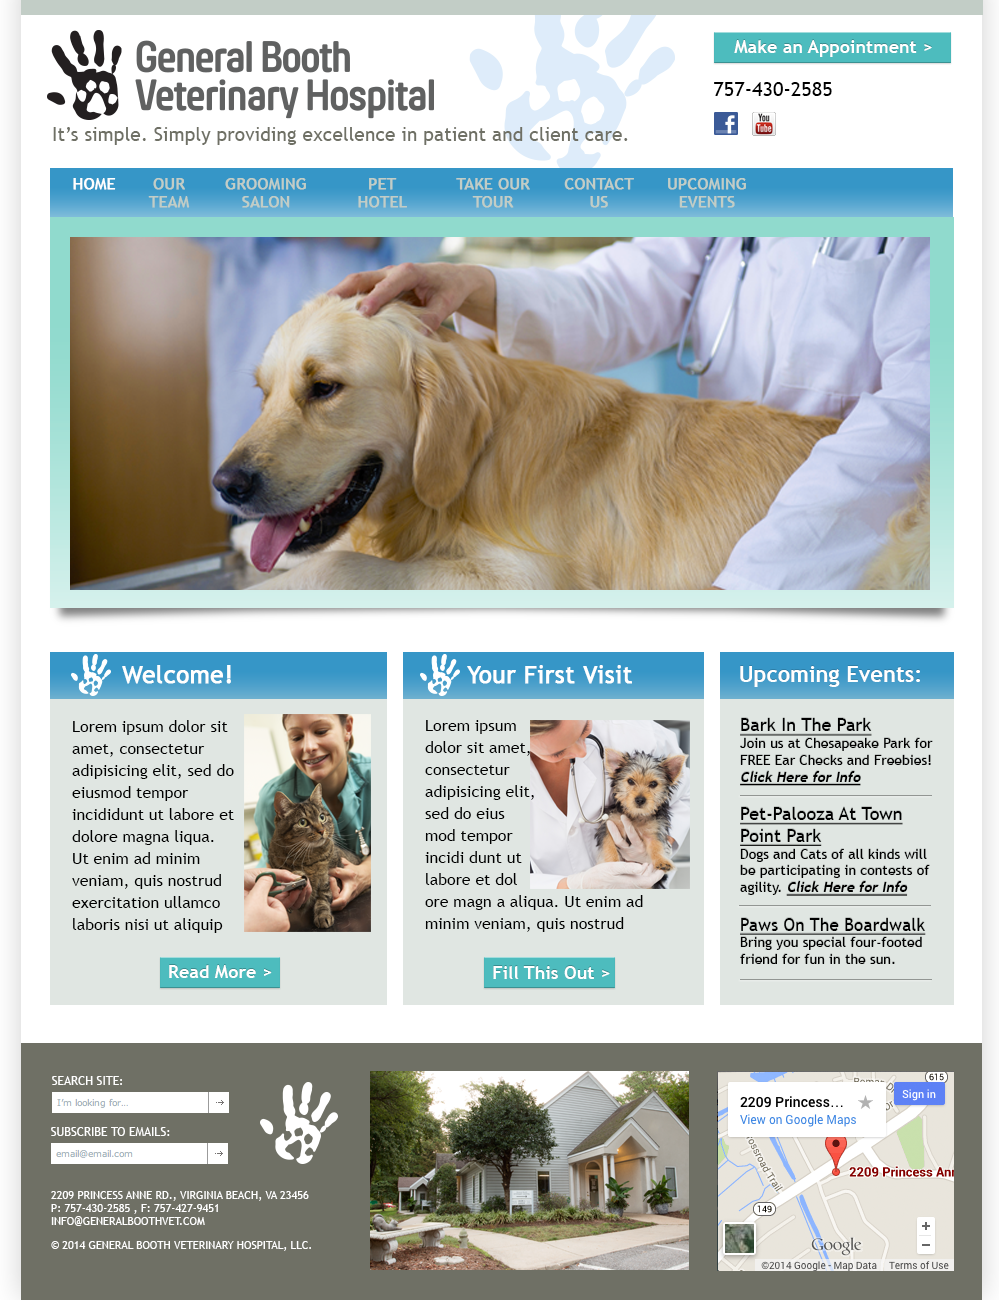 General Booth
Veterinary Hospital
It's simple. Simply providing excellence in patient and client care.
Make an Appointment >
757-430-2585
You
Tube
HOME
OUR
TEAM
GROOMING
SALON
PET
HOTEL
TAKE OUR
TOUR
CONTACT
US
UPCOMING
EVENTS
Welcome!
Lorem ipsum dolor sit
amet, consectetur
adipisicing elit, sed do
eiusmod tempor
incididunt ut labore et
dolore magna liqua.
Ut enim ad minim
veniam, quis nostrud
exercitation ullamco
laboris nisi ut aliquip
Read More >
Your First Visit
Lorem ipsum
dolor sit amet,
consectetur
adipisicing elit,
sed do eius
mod tempor
incidi dunt ut
labore et dol
ore magn a aliqua. Ut enim ad
minim veniam, quis nostrud
Fill This Out >
Upcoming Events:
Bark In The Park
Join us at Chesapeake Park for
FREE Ear Checks and Freebies!
Click Here for Info
Pet-Palooza At Town
Point Park
Dogs and Cats of all kinds will
be participating in contests of
agility. Click Here for Info
Paws On The Boardwalk
Bring you special four-footed
friend for fun in the sun.
SEARCH SITE:
I'm looking for...
SUBSCRIBE TO EMAILS:
email@email.com
2209 PRINCESS ANNE RD., VIRGINIA BEACH, VA 23456
P: 757-430-2585 , F: 757-427-9451
INFO@GENERALBOOTHVET.COM
© 2014 GENERAL BOOTH VETERINARY HOSPITAL, LLC.
615
2209 Princess...
View on Google Maps
Sign in
2209 Princess Ann
149
Google
+
−
©2014 Google - Map Data
Terms of Use